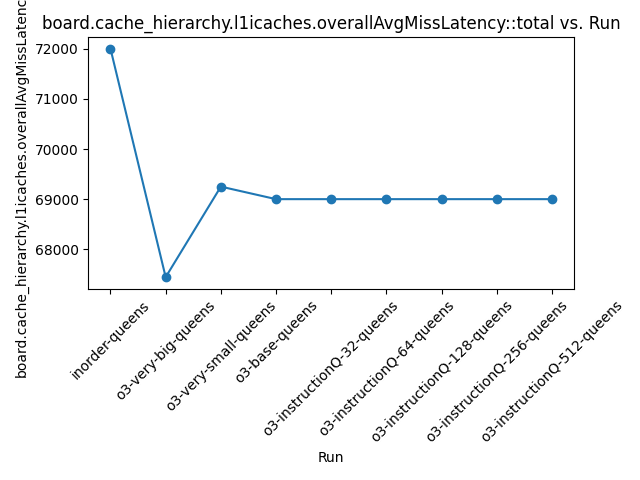 board.cache_hierarchy.l1icaches.overallAvgMissLatency::total vs. Run
board.cache_hierarchy.l1icaches.overallAvgMissLatenc
72000
71000
70000
69000
68000
inorder-queens
o3-very-big-queens
o3-very-small-queens
o3-base-queens
o3-instructionQ-32-queens
o3-instructionQ-64-queens
o3-instructionQ-128-queens
o3-instructionQ-256-queens
o3-instructionQ-512-queens
Run